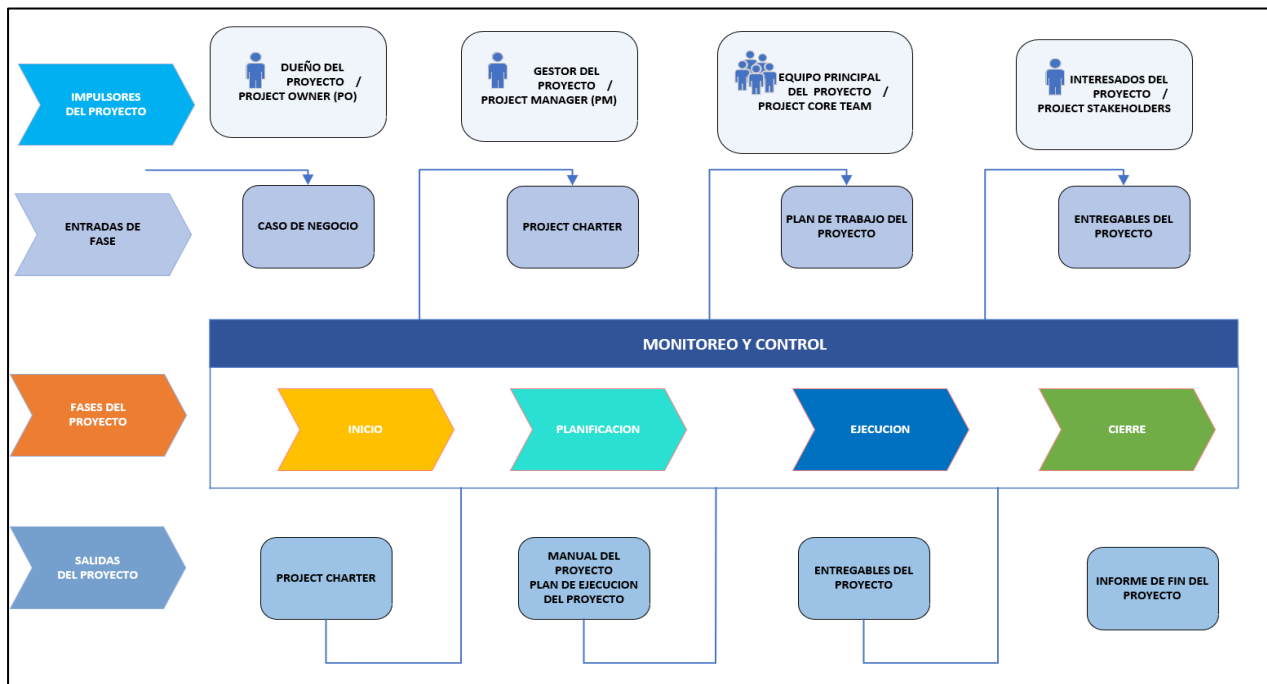 IMPULSORES
DEL PROYECTO
DUEÑO DEL
PROYECTO /
PROJECT OWNER (PO)
GESTOR DEL
PROYECTO /
PROJECT MANAGER (PM)
EQUIPO PRINCIPAL
DEL PROYECTO /
PROJECT CORE TEAM
INTERESADOS DEL
PROYECTO /
PROJECT STAKEHOLDERS
ENTRADAS DE
FASE
CASO DE NEGOCIO
PROJECT CHARTER
PLAN DE TRABAJO DEL
PROYECTO
ENTREGABLES DEL
PROYECTO
MONITOREO Y CONTROL
FASES DEL
PROYECTO
INICIO
PLANIFICACION
EJECUCION
CIERRE
SALIDAS
DEL PROYECTO
PROJECT CHARTER
MANUAL DEL
PROYECTO
PLAN DE EJECUCION
DEL PROYECTO
ENTREGABLES DEL
PROYECTO
INFORME DE FIN DEL
PROYECTO